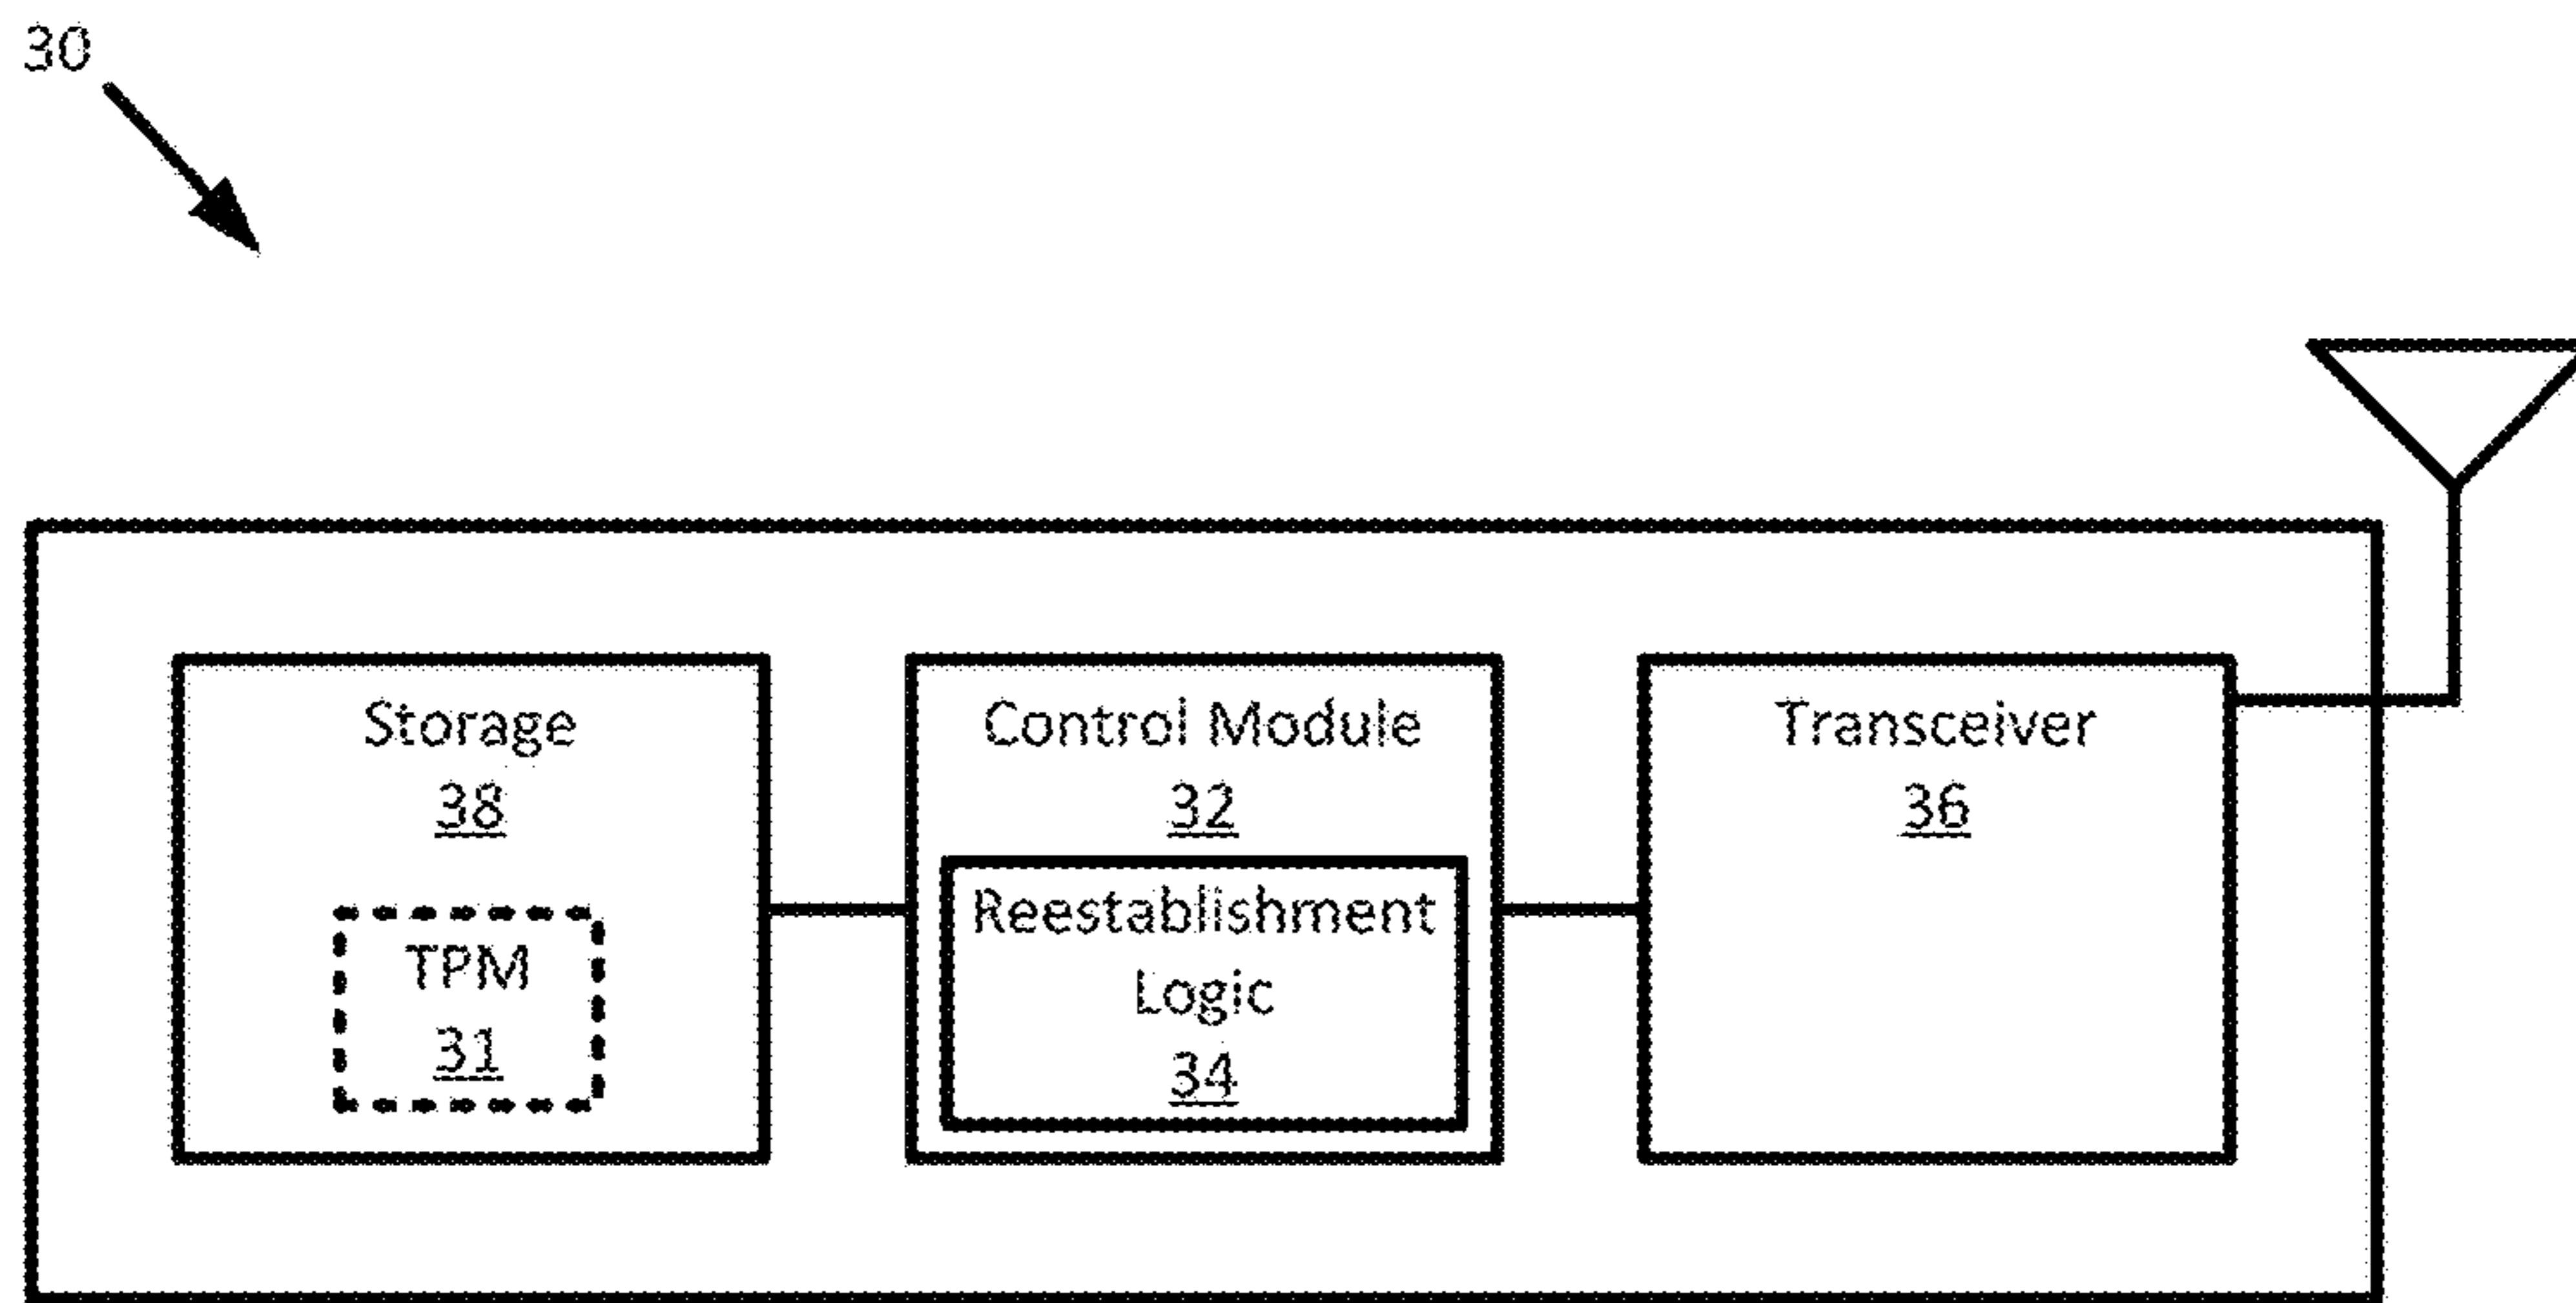 30
Storage
38
TPM
31
Control Module
32
Reestablishment
Logic
34
Transceiver
36